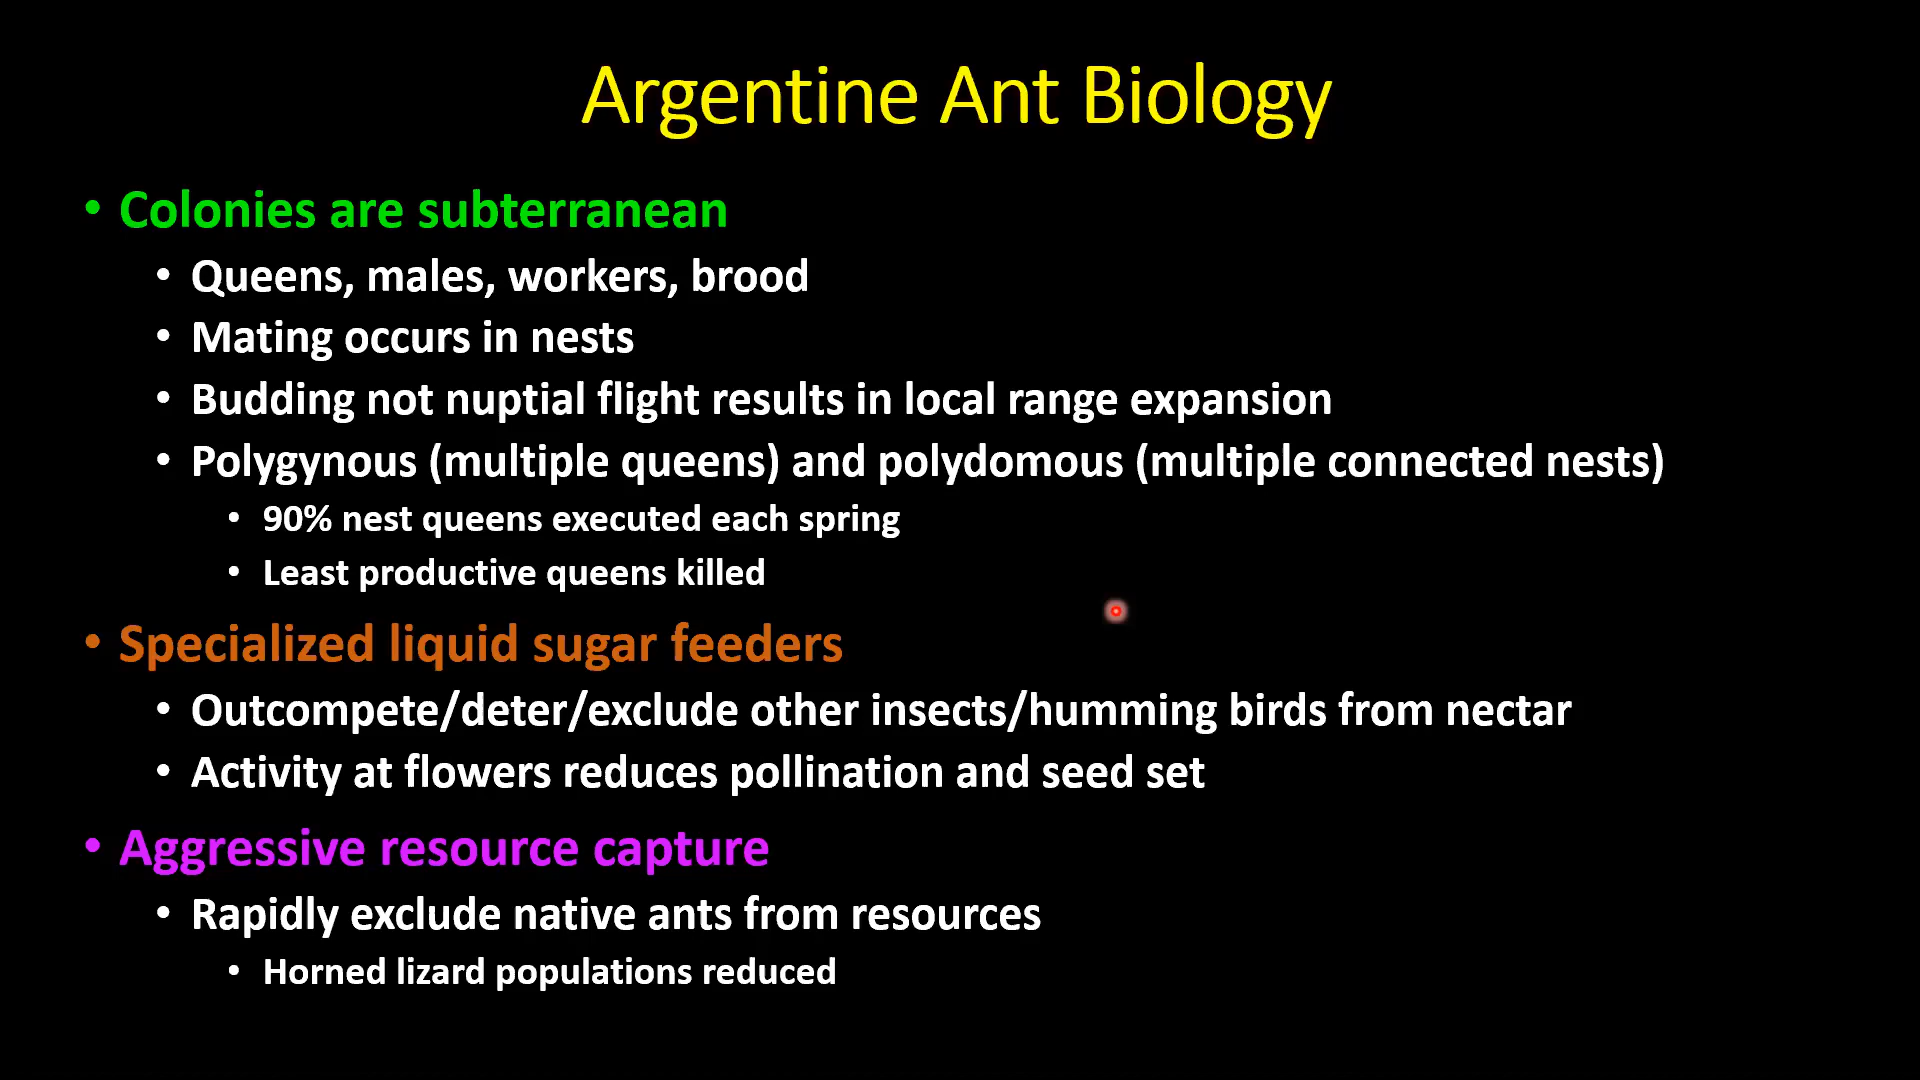 Argentine Ant Biology
• Colonies are subterranean
• Queens, males, workers, brood
• Mating occurs in nests
• Budding not nuptial flight results in local range expansion
• Polygynous (multiple queens) and polydomous (multiple connected nests)
• 90% nest queens executed each spring
• Least productive queens killed
• Specialized liquid sugar feeders
• Outcompete/deter/exclude other insects/humming birds from nectar
• Activity at flowers reduces pollination and seed set
• Aggressive resource capture
• Rapidly exclude native ants from resources
• Horned lizard populations reduced